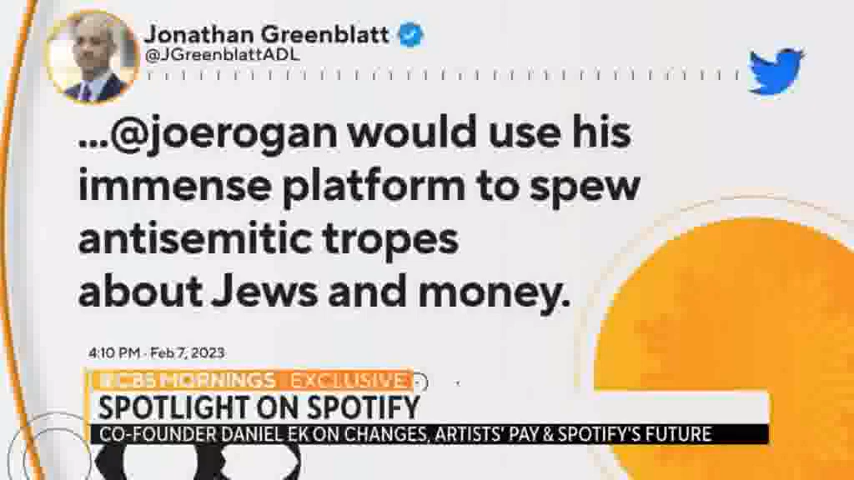 Jonathan Greenblatt
@JGreenblattADL
...@joerogan would use his
immense platform to spew
antisemitic tropes
about Jews and money.
4:10 PM · Feb 7, 2023
CBS MORNINGS EXCLUSIVE
SPOTLIGHT ON SPOTIFY
CO-FOUNDER DANIEL EK ON CHANGES, ARTISTS' PAY & SPOTIFY'S FUTURE